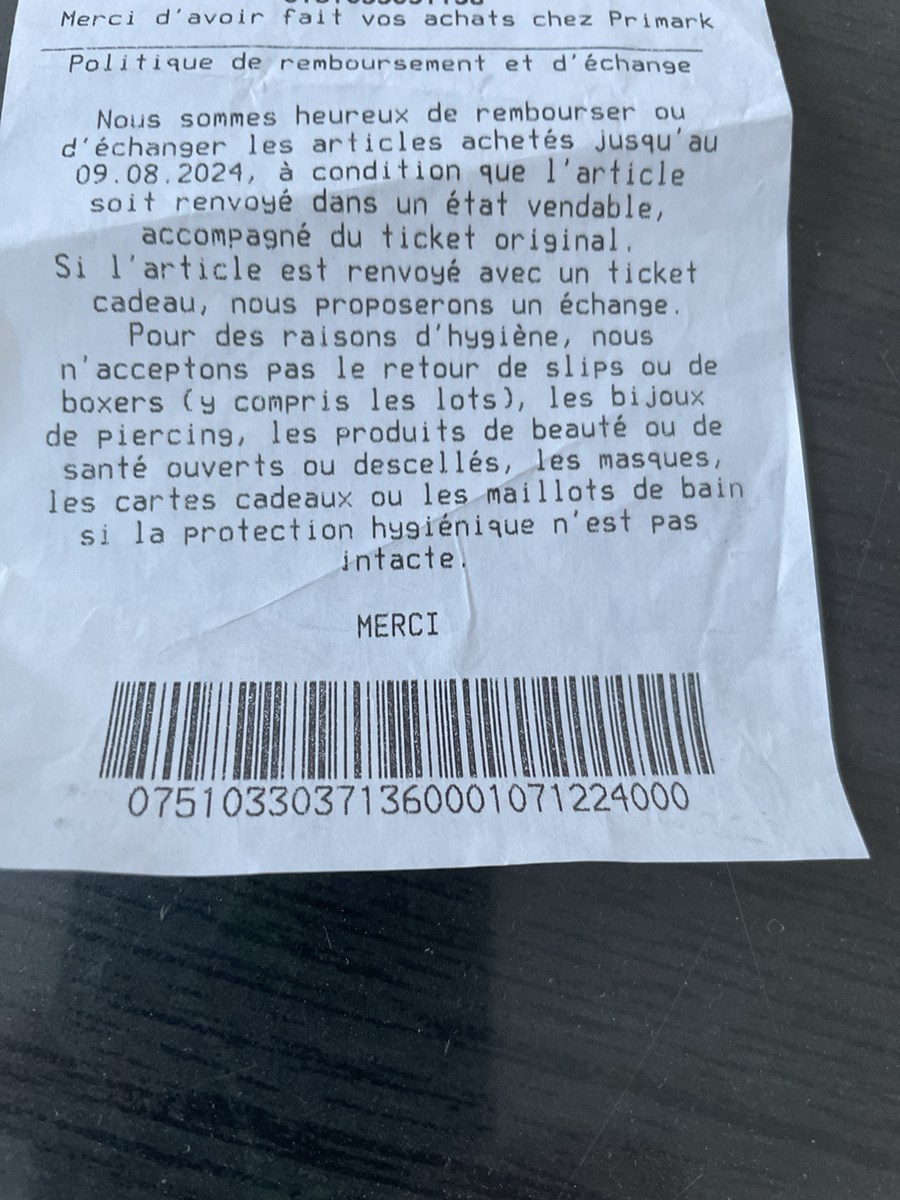 Merci d'avoir fait vos achats chez Primark
Politique de remboursement et d'échange
Nous sommes heureux de rembourser ou
d'échanger les articles achetés jusqu'au
09.08.2024, à condition que l'article
soit renvoyé dans un état vendable,
accompagné du ticket original.
Si l'article est renvoyé avec un ticket
cadeau, nous proposerons un échange.
Pour des raisons d'hygiène, nous
n'acceptons pas le retour de slips ou de
boxers (y compris les lots), les bijoux
de piercing, les produits de beauté ou de
santé ouverts ou descellés, les masques,
les cartes cadeaux ou les maillots de bain
si la protection hygiénique n'est pas
intacte.
MERCI
0751033037136000107​1224000